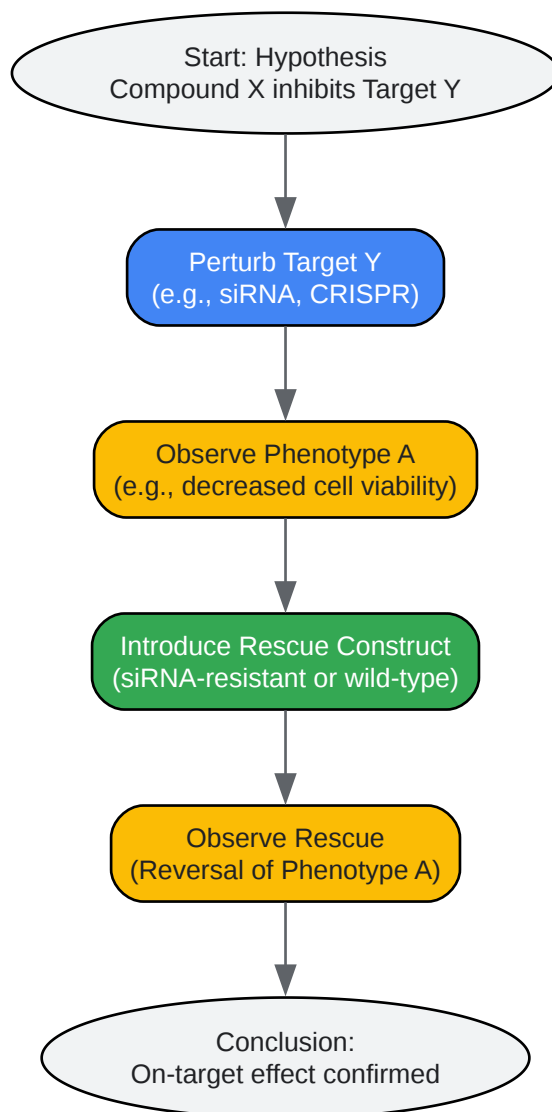 Start: Hypothesis
Compound X inhibits Target Y
Perturb Target Y
(e.g., siRNA, CRISPR)
Observe Phenotype A
(e.g., decreased cell viability)
Introduce Rescue Construct
(siRNA-resistant or wild-type)
Observe Rescue
(Reversal of Phenotype A)
Conclusion:
On-target effect confirmed